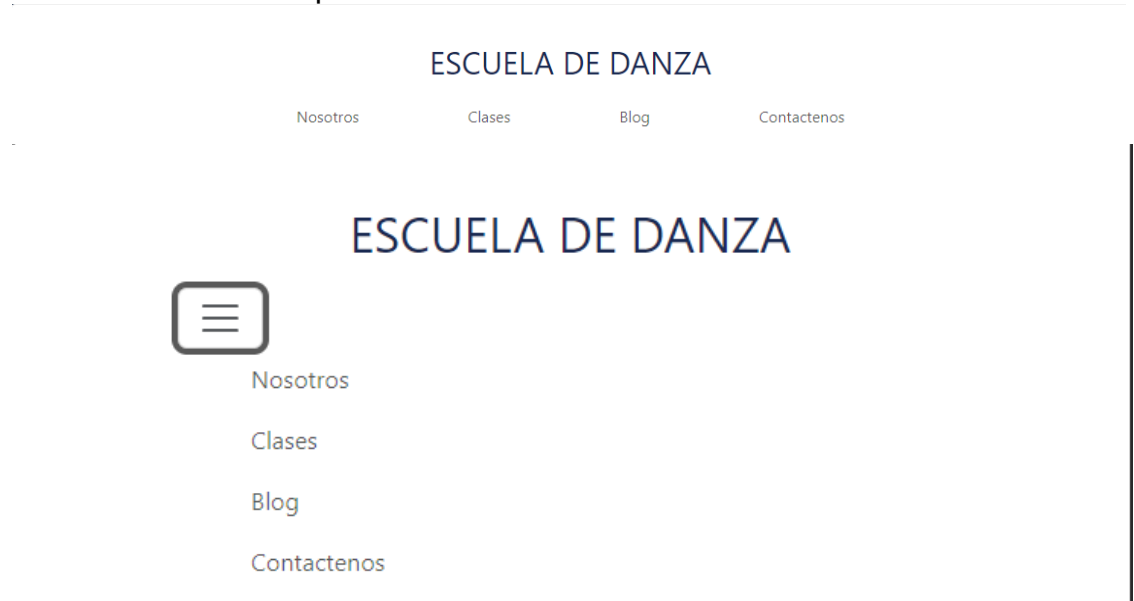 ESCUELA DE DANZA
Nosotros Clases Blog Contactenos
ESCUELA DE DANZA
Nosotros
Clases
Blog
Contactenos